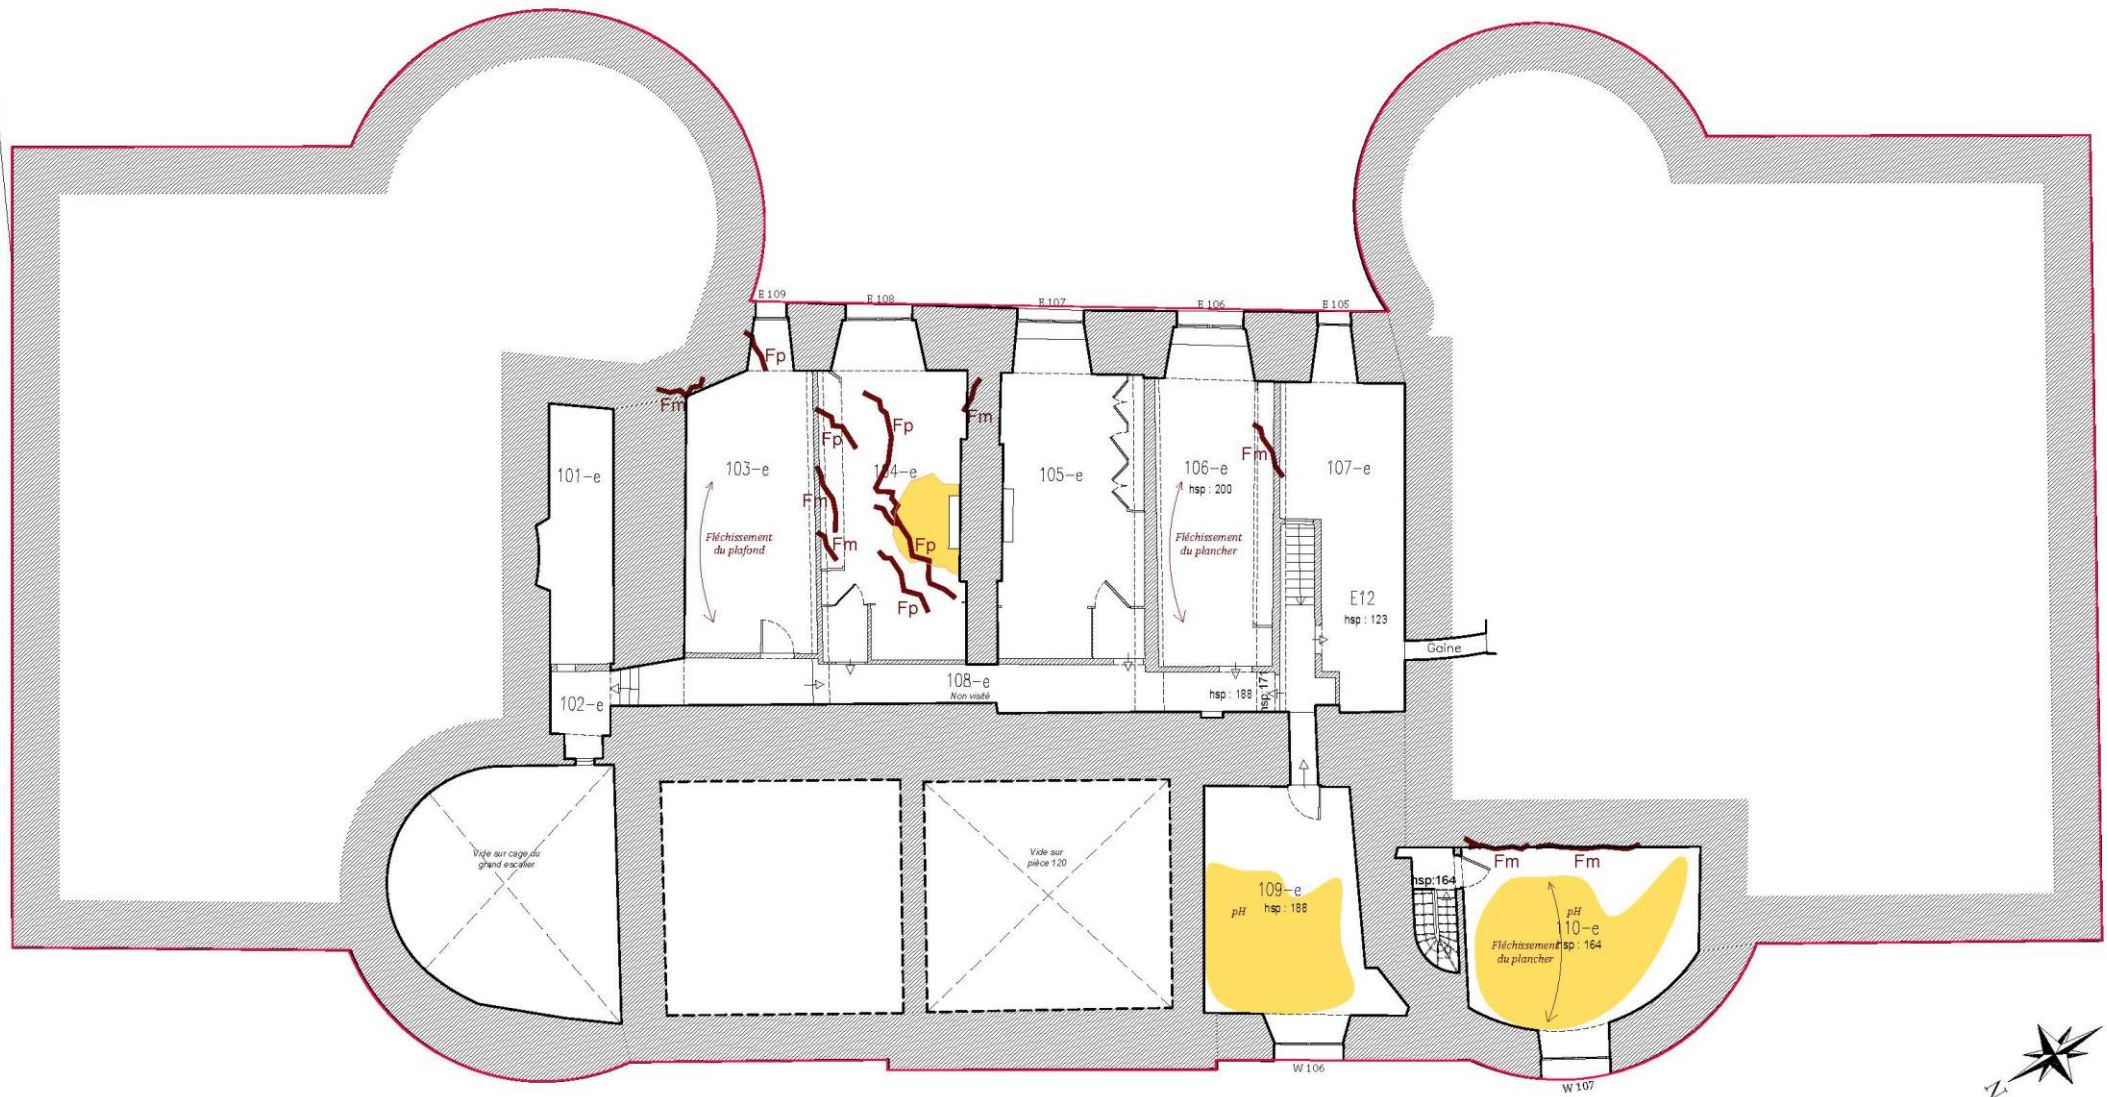 E 109
E 108
E 107
E 106
E 105
Fp
Fm
Fm
Fp
Fp
Fm
101-e
103-e
104-e
105-e
106-e
hsp : 200
107-e
Fm
Fléchissement
du plafond
Fm
Fp
Fléchissement
du plancher
Fp
E12
hsp : 123
Gaine
102-e
108-e
Non visité
hsp : 188
hsp:171
Vide sur cage du
grand escalier
Vide sur
pièce 120
109-e
hsp : 188
pH
Fm
Fm
hsp:164
pH
110-e
hsp : 164
Fléchissement
du plancher
W 106
W 107
N